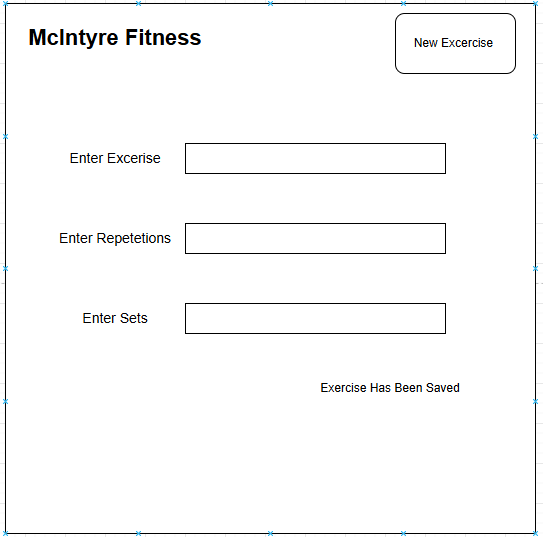 McIntyre Fitness
New Excercise
Enter Excerise
Enter Repetetions
Enter Sets
Exercise Has Been Saved